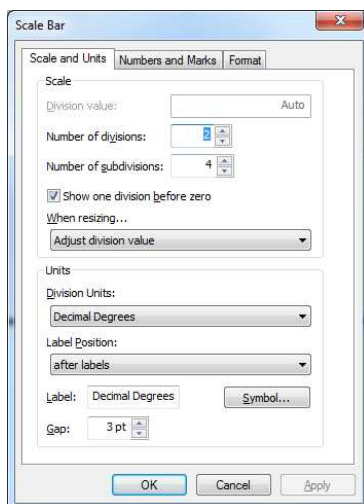 Scale Bar
Scale and Units Numbers and Marks Format
Scale
Division value: Auto
Number of divisions: 2
Number of subdivisions: 4
Show one division before zero
When resizing...
Adjust division value
Units
Division Units:
Decimal Degrees
Label Position:
after labels
Label: Decimal Degrees Symbol...
Gap: 3 pt
OK Cancel Apply